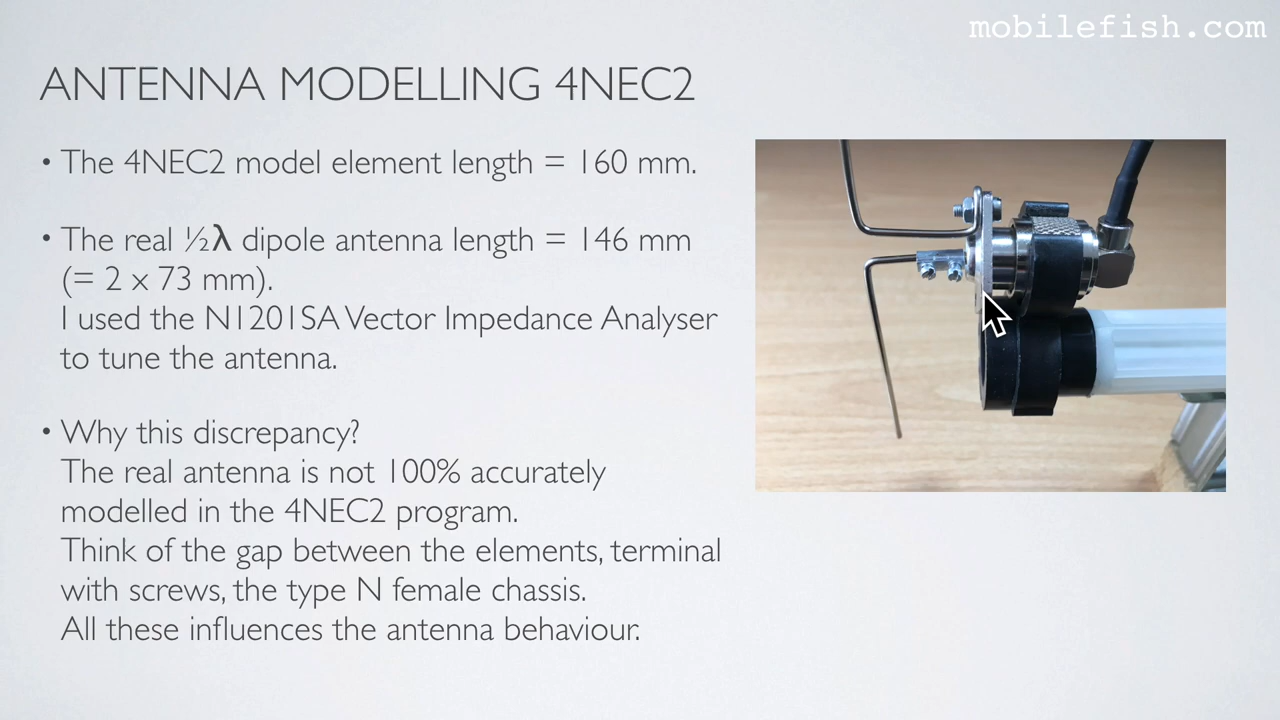 mobilefish.com
ANTENNA MODELLING 4NEC2
• The 4NEC2 model element length = 160 mm.
• The real ½λ dipole antenna length = 146 mm
(= 2 x 73 mm).
I used the N1201SA Vector Impedance Analyser
to tune the antenna.
• Why this discrepancy?
The real antenna is not 100% accurately
modelled in the 4NEC2 program.
Think of the gap between the elements, terminal
with screws, the type N female chassis.
All these influences the antenna behaviour.